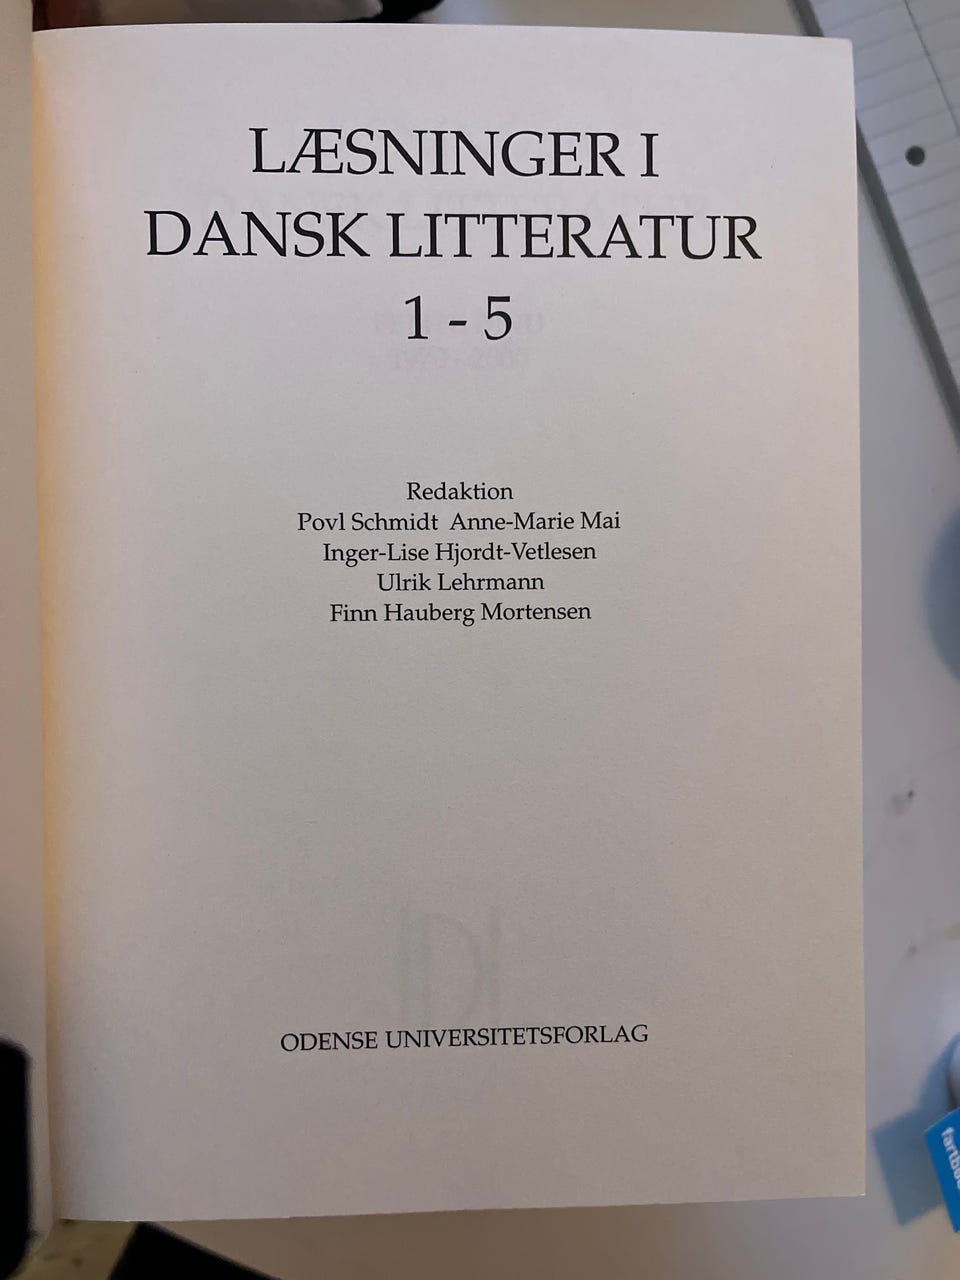 LÆSNINGER I
DANSK LITTERATUR
1 - 5
Redaktion
Povl Schmidt Anne-Marie Mai
Inger-Lise Hjordt-Vetlesen
Ulrik Lehrmann
Finn Hauberg Mortensen
ODENSE UNIVERSITETSFORLAG